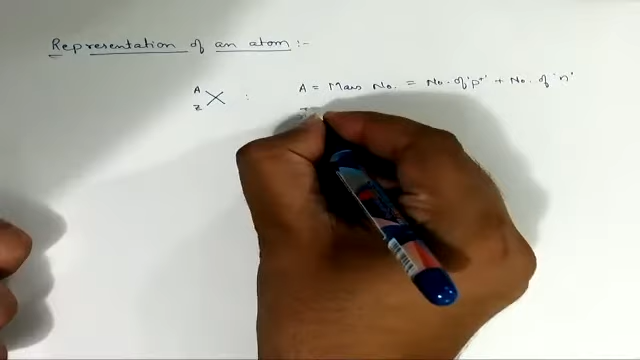 Representation of an atom :-
A
Z X : A = Mass No. = No. of 'p+' + No. of 'n'